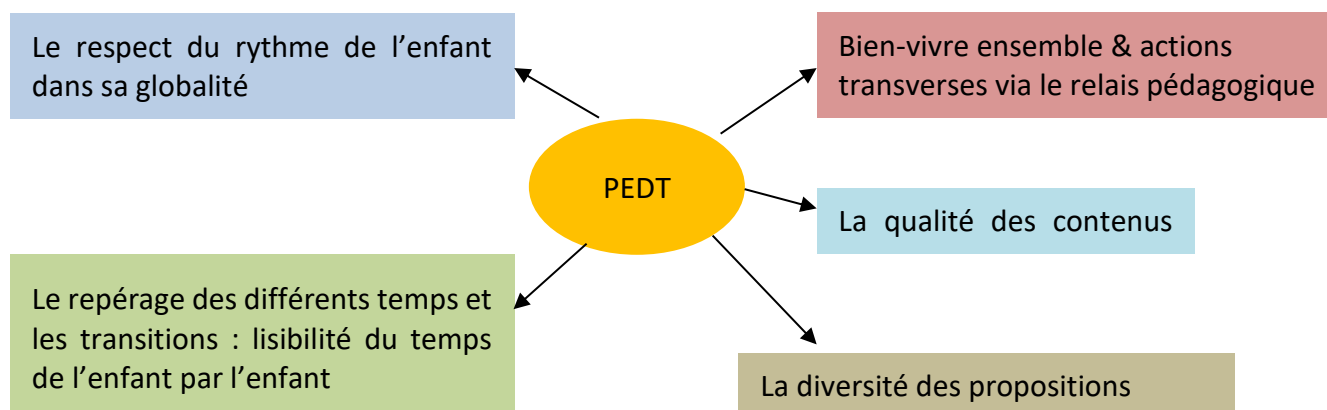 Le respect du rythme de l’enfant
dans sa globalité
Bien-vivre ensemble & actions
transverses via le relais pédagogique
PEDT
La qualité des contenus
Le repérage des différents temps et
les transitions : lisibilité du temps
de l’enfant par l’enfant
La diversité des propositions